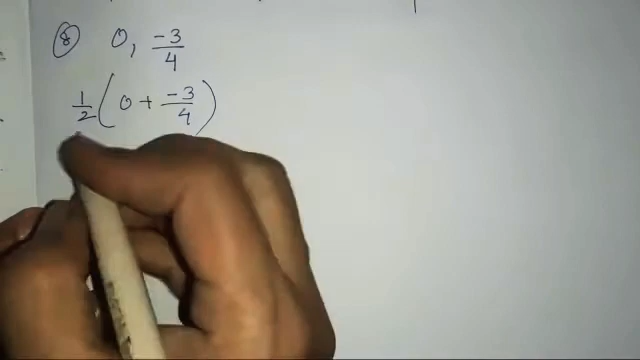 ⑧ 0, -3/4
1/2 ( 0 + -3/4 )